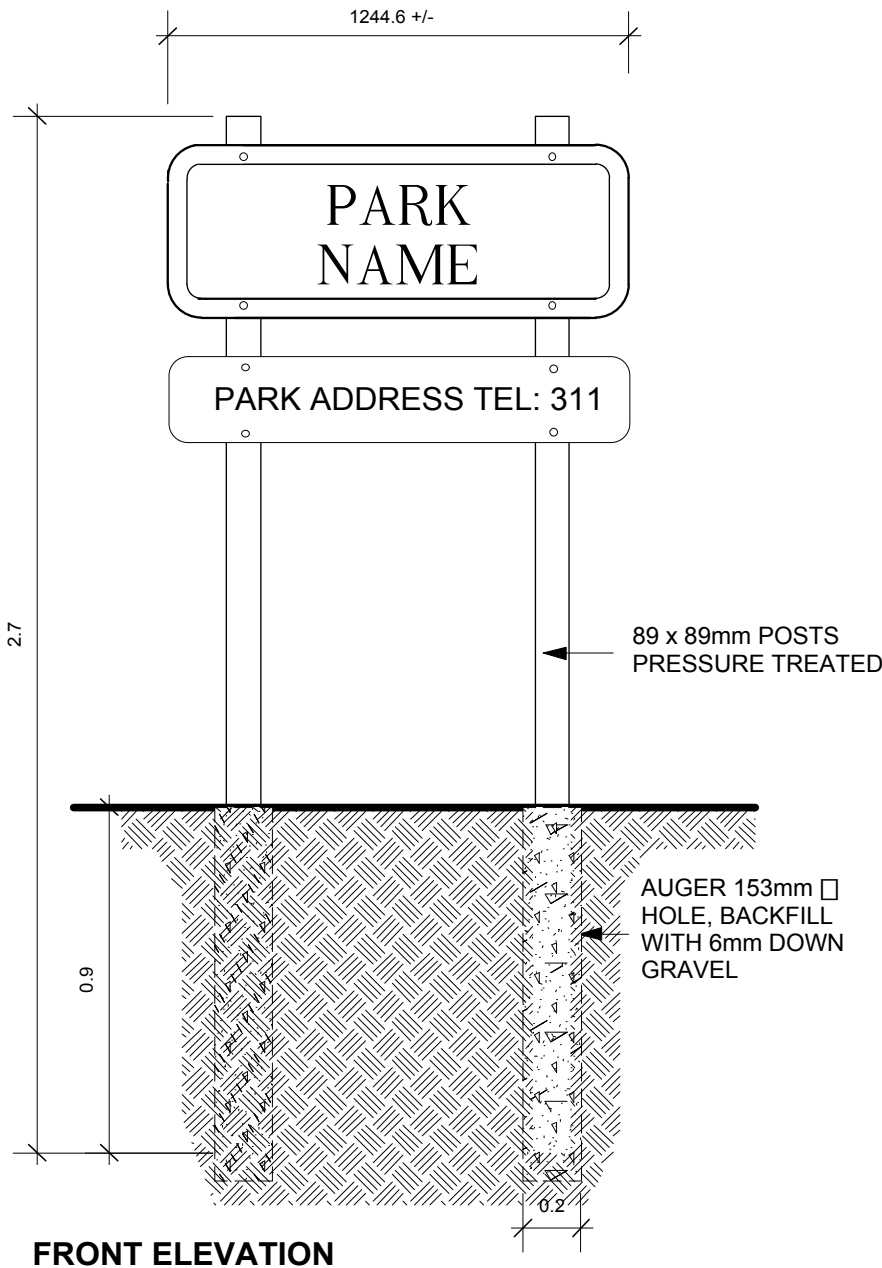 1244.6 +/-
PARK
NAME
PARK ADDRESS TEL: 311
2.7
89 x 89mm POSTS
PRESSURE TREATED
AUGER 153mm □
HOLE, BACKFILL
WITH 6mm DOWN
GRAVEL
0.9
0.2
FRONT ELEVATION